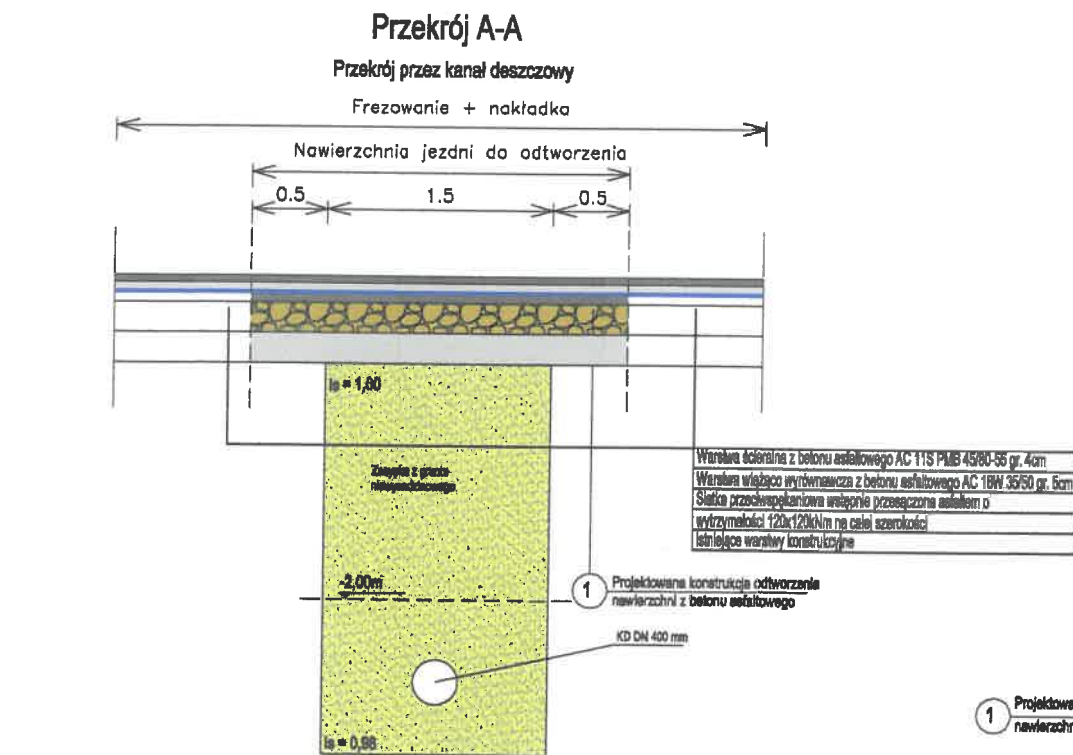 Przekrój A-A
Przekrój przez kanał deszczowy
Frezowanie + nakładka
Nawierzchnia jezdni do odtworzenia
0.5
1.5
0.5
Is = 1,00
Zasypka z gruntu
-2,00m
Warstwa ścieralna z betonu asfaltowego AC 11S PMB 45/80-55 gr. 4cm
Warstwa wiążąco wyrównawcza z betonu asfaltowego AC 16W 35/50 gr. 5cm
Siatka przeciwspękaniowa wstępnie przesączona asfaltem o
wytrzymałości 120x120kN/m na całej szerokości
Istniejące warstwy konstrukcyjne
1
Projektowana konstrukcja odtworzenia
nawierzchni z betonu asfaltowego
KD DN 400 mm
Is = 0,98
1
Projektowa
nawierzchn